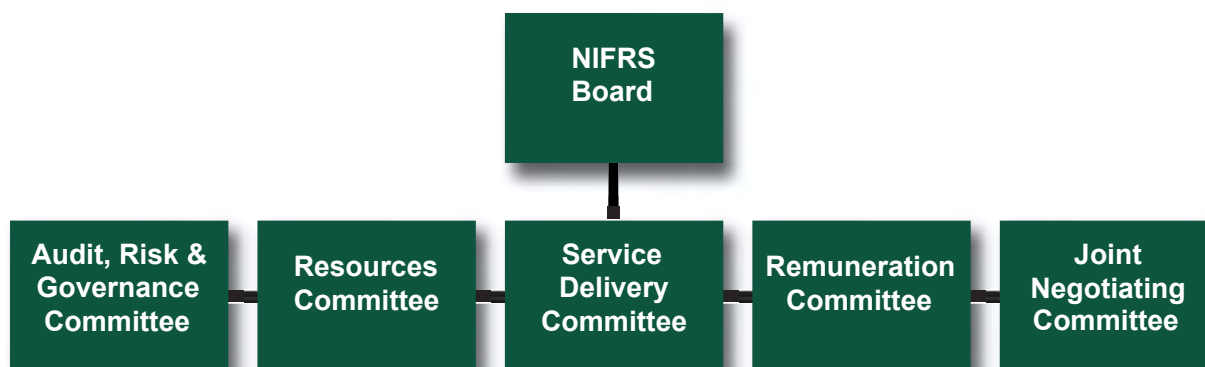 NIFRS
Board
Audit, Risk &
Governance
Committee
Resources
Committee
Service
Delivery
Committee
Remuneration
Committee
Joint
Negotiating
Committee